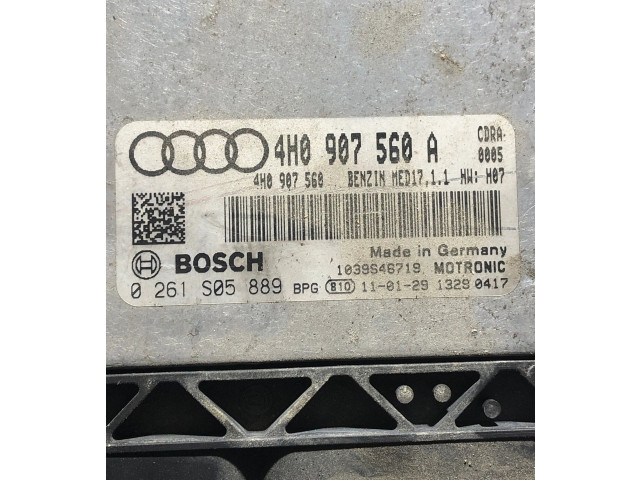 4H0 907 560 A CDRA
0005
4H0 907 560 BENZIN MED17.1.1 HW: H07
Made in Germany
BOSCH 1039S46719 MOTRONIC
0 261 S05 889 BPG 810 11-01-29 1329 0417